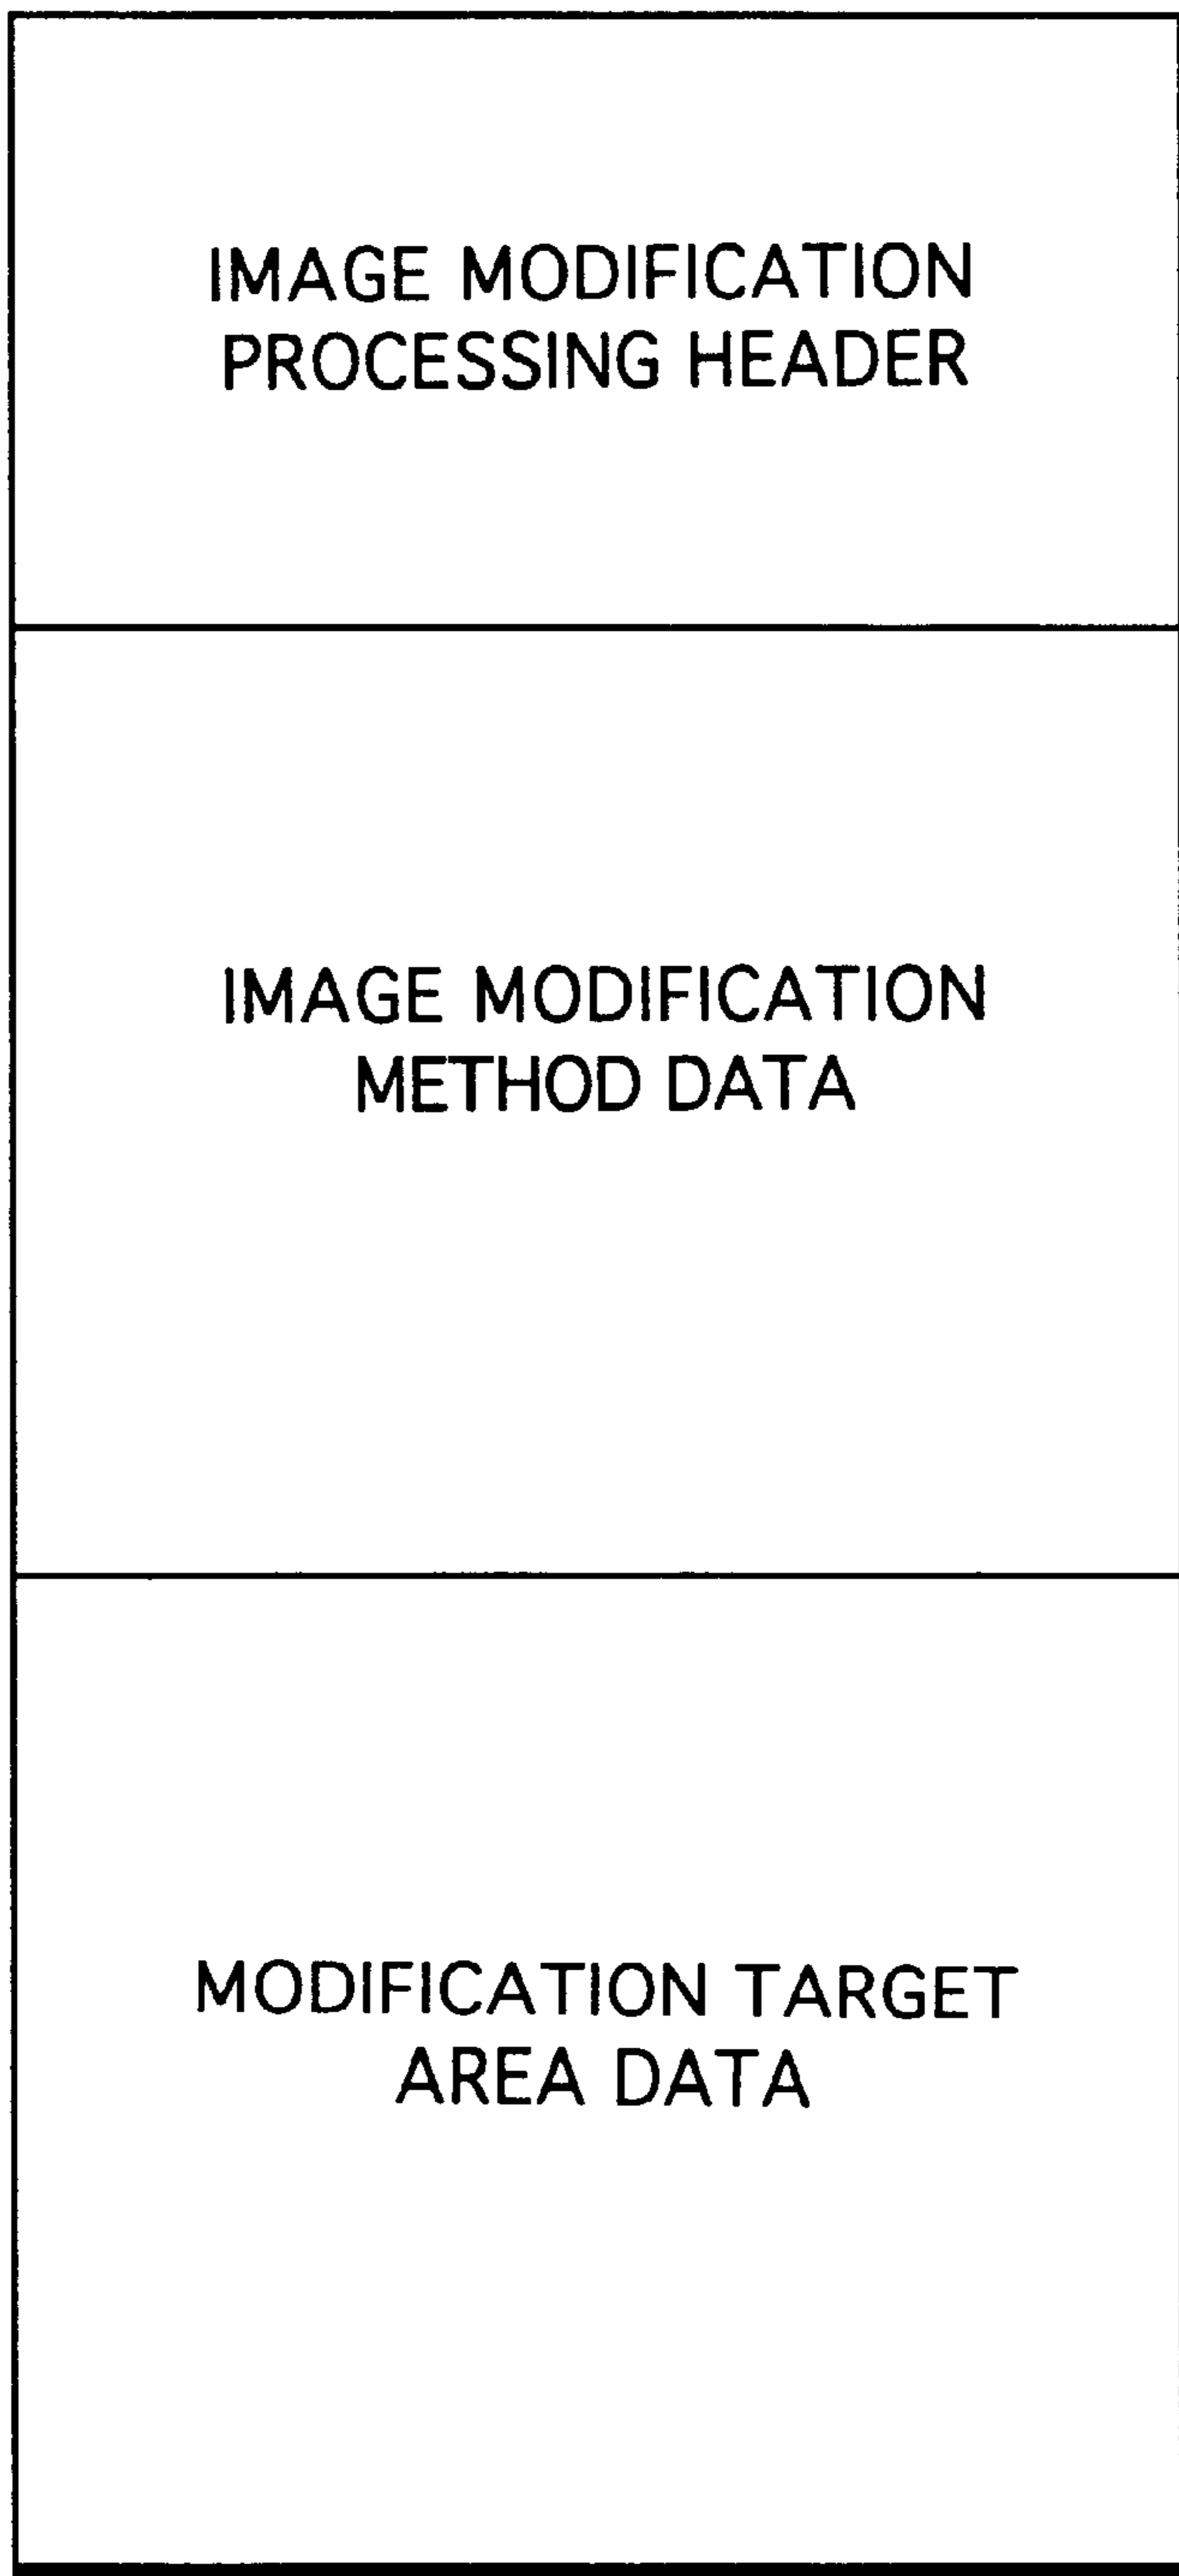 IMAGE MODIFICATION
PROCESSING HEADER
IMAGE MODIFICATION
METHOD DATA
MODIFICATION TARGET
AREA DATA